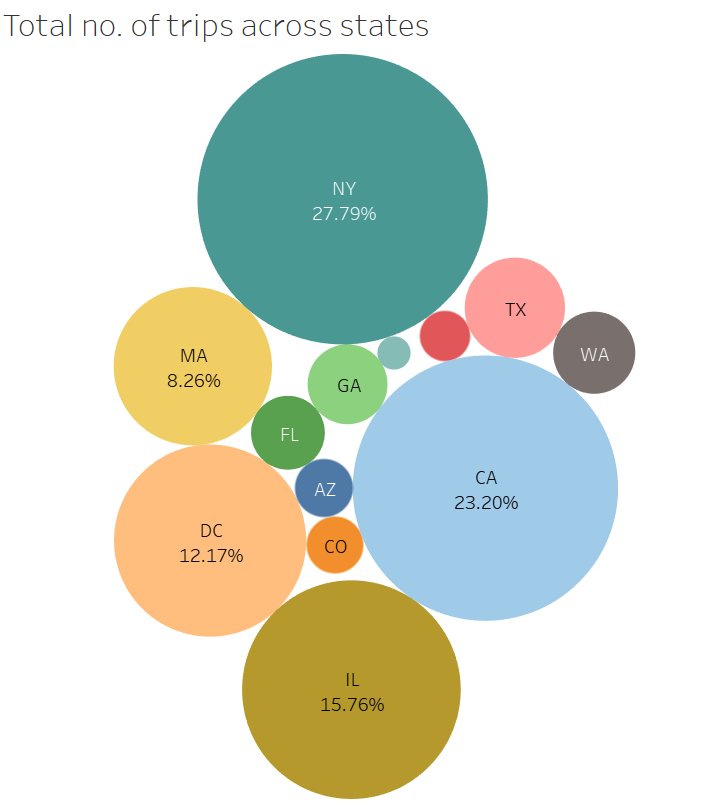 Total no. of trips across states
NY
27.79%
TX
WA
MA
8.26%
GA
FL
AZ
CA
23.20%
DC
12.17%
CO
IL
15.76%